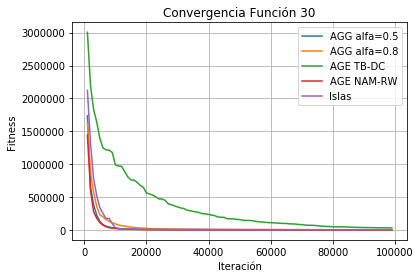 Convergencia Función 30
3000000
2500000
2000000
1500000
1000000
500000
0
Fitness
AGG alfa=0.5
AGG alfa=0.8
AGE TB-DC
AGE NAM-RW
Islas
0 20000 40000 60000 80000 100000
Iteración